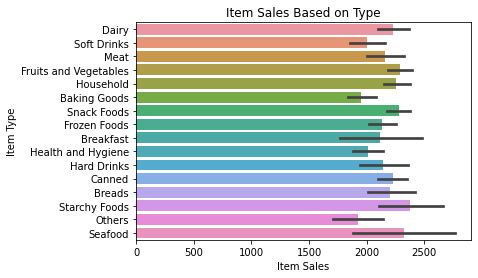 Item Sales Based on Type
Item Type
Dairy
Soft Drinks
Meat
Fruits and Vegetables
Household
Baking Goods
Snack Foods
Frozen Foods
Breakfast
Health and Hygiene
Hard Drinks
Canned
Breads
Starchy Foods
Others
Seafood
0 500 1000 1500 2000 2500
Item Sales